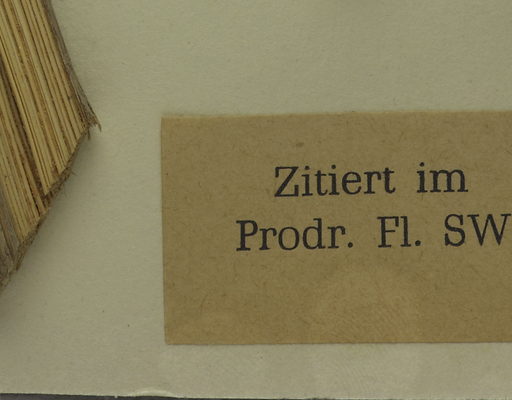 Zitiert im
Prodr. Fl. SW